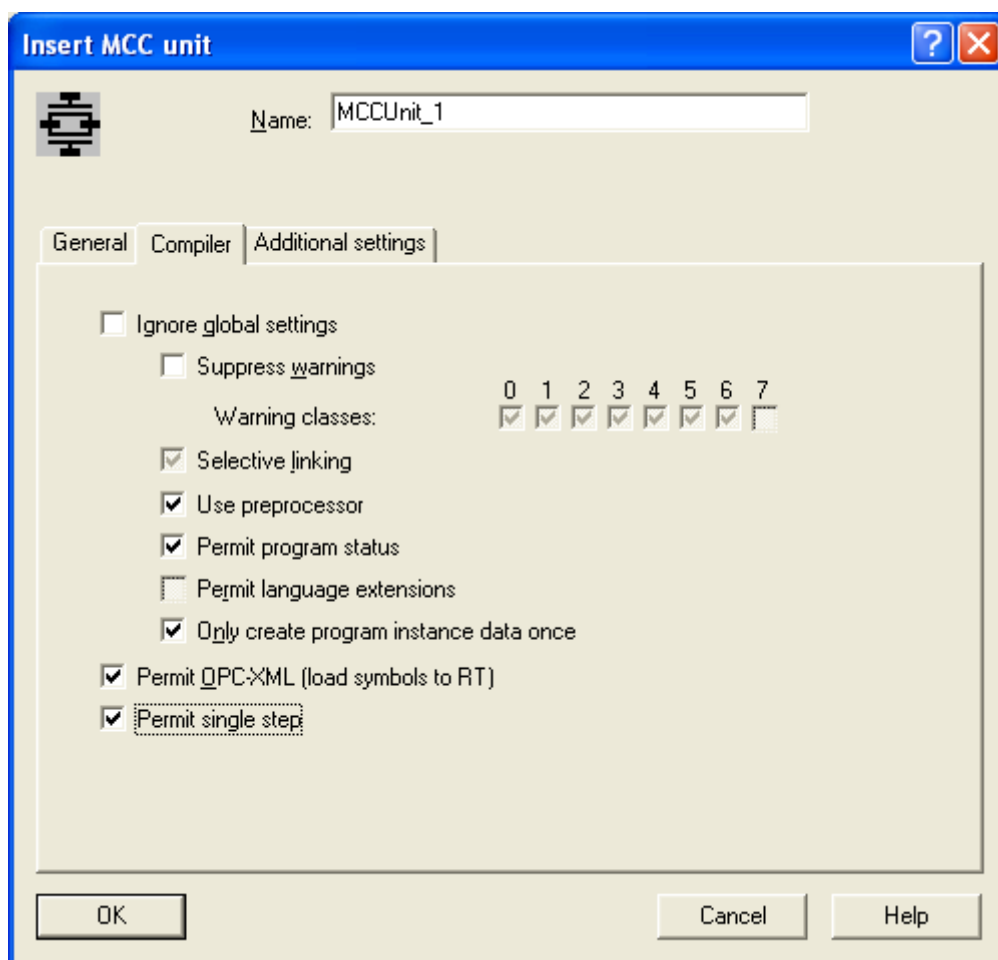 Insert MCC unit
Name: MCCUnit_1
General Compiler Additional settings
Ignore global settings
Suppress warnings
0 1 2 3 4 5 6 7
Warning classes:
Selective linking
Use preprocessor
Permit program status
Permit language extensions
Only create program instance data once
Permit OPC-XML (load symbols to RT)
Permit single step
OK Cancel Help